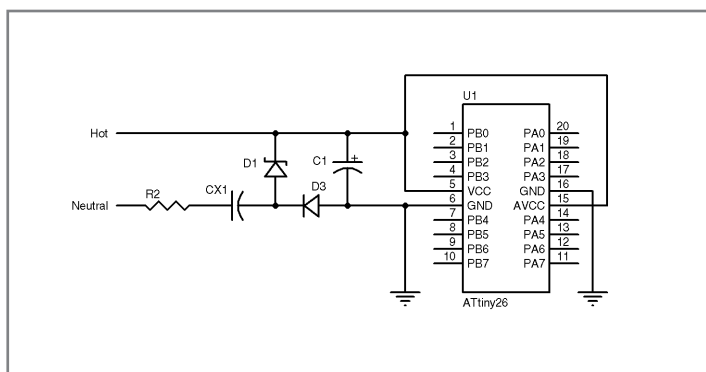 U1
Hot
1 PB0 PA0 20
2 PB1 PA1 19
D1 C1 + 3 PB2 PA2 18
4 PB3 PA3 17
R2 CX1 D3 5 VCC GND 16
Neutral 6 GND AVCC 15
7 PB4 PA4 14
8 PB5 PA5 13
9 PB6 PA6 12
10 PB7 PA7 11
ATtiny26